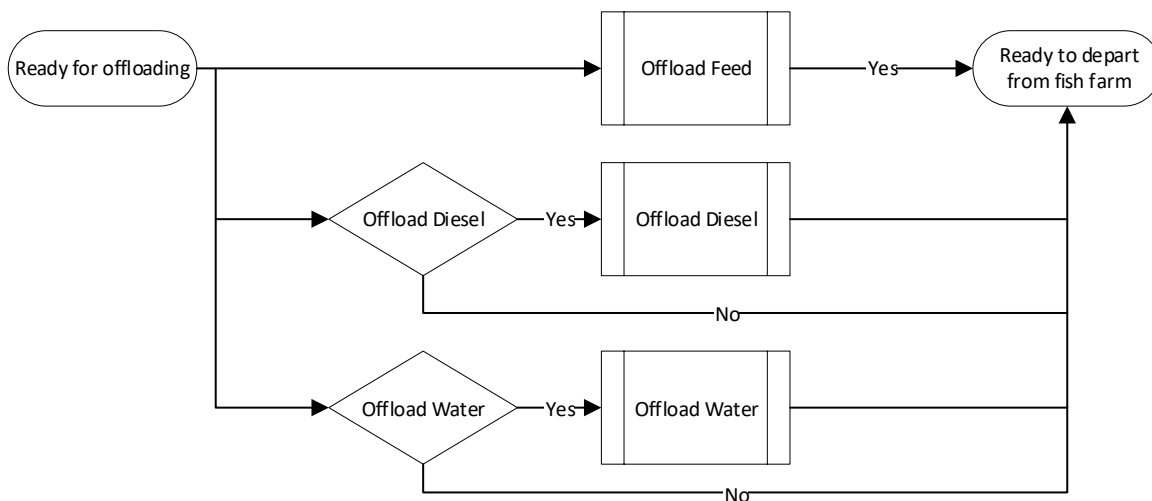 Ready for offloading
Offload Feed
Yes
Ready to depart
from fish farm
Offload Diesel
Yes
Offload Diesel
No
Offload Water
Yes
Offload Water
No